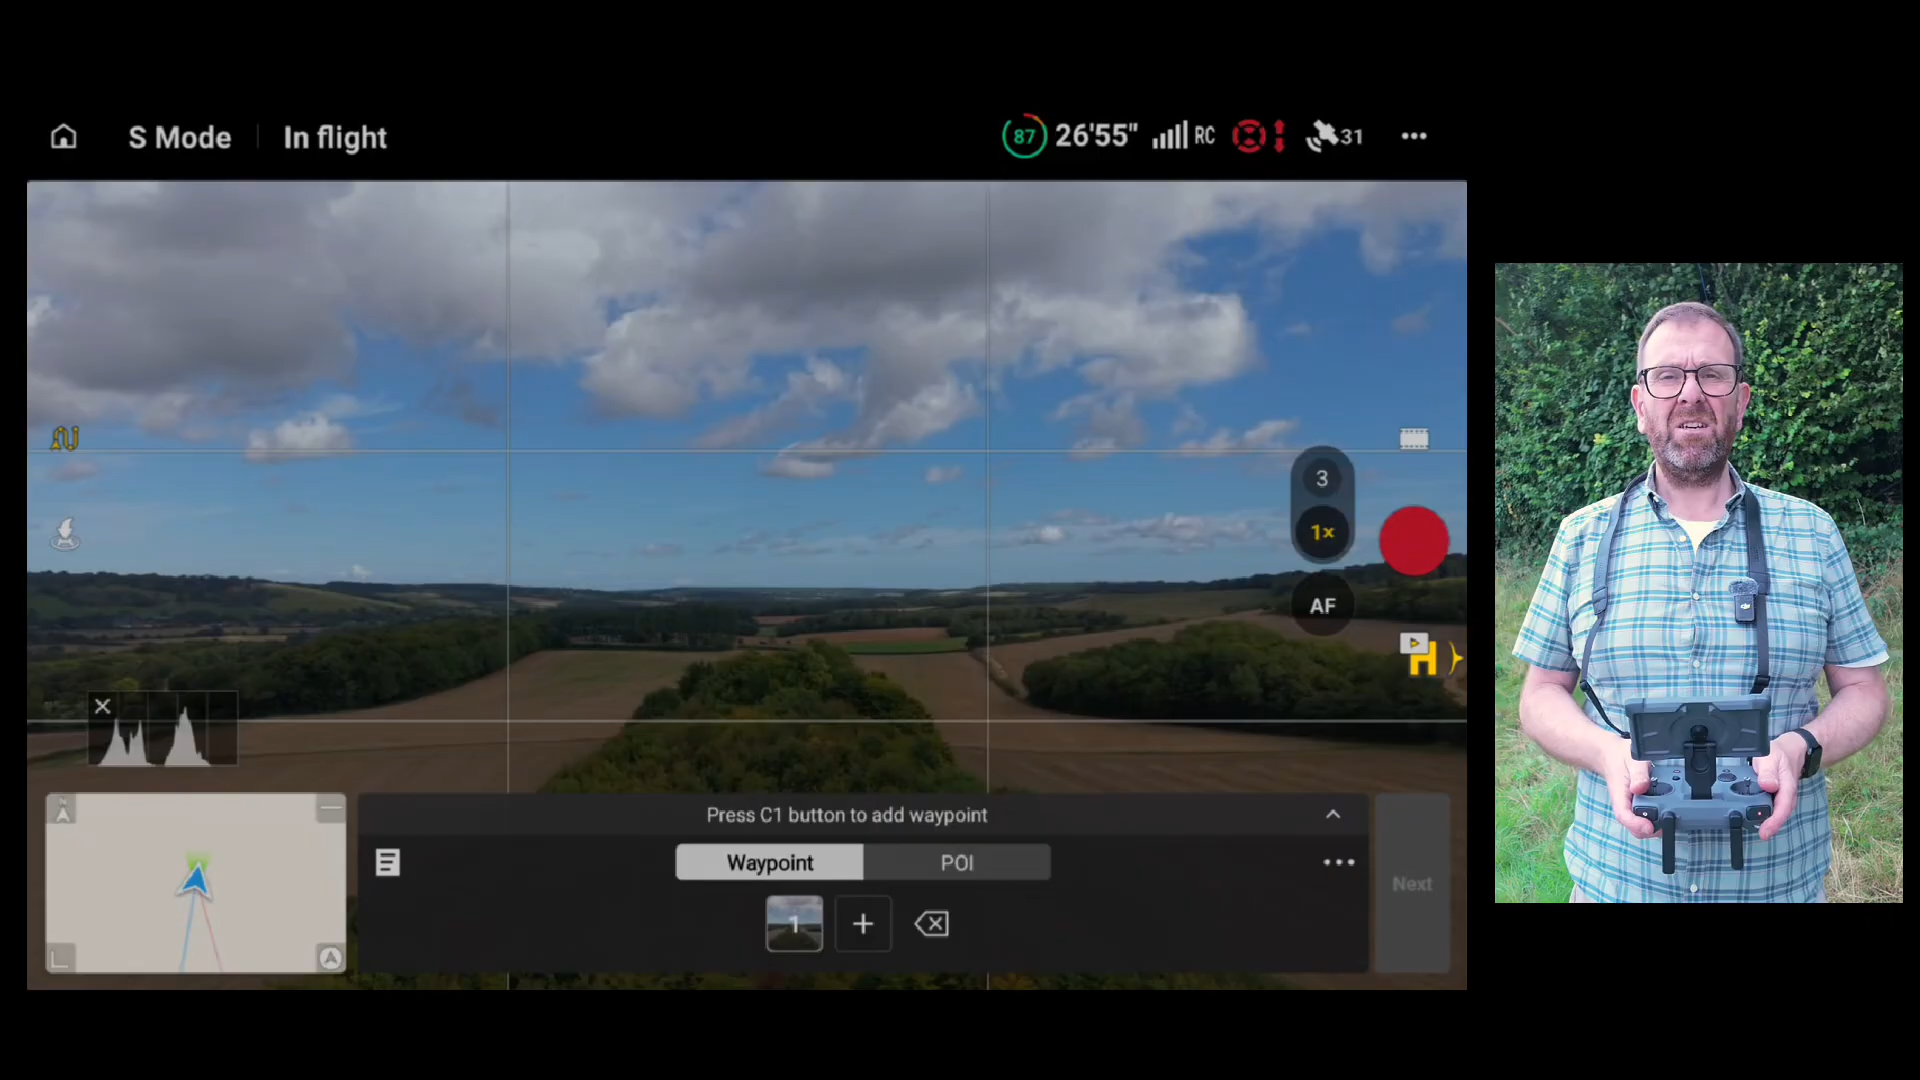 S Mode
In flight
87
26'55"
RC
31
3
1x
AF
H
N
Press C1 button to add waypoint
Waypoint
POI
Next
1